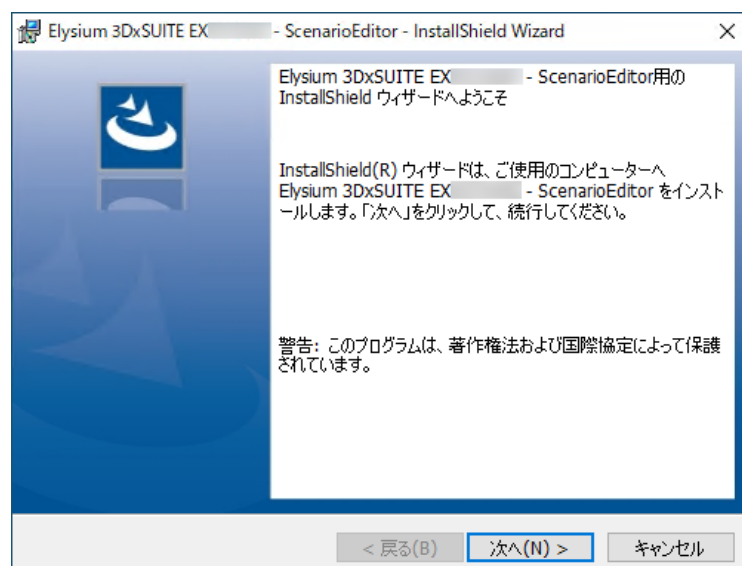 Elysium 3DxSUITE EX - ScenarioEditor - InstallShield Wizard
Elysium 3DxSUITE EX - ScenarioEditor用の
InstallShield ウィザードへようこそ
InstallShield(R) ウィザードは、ご使用のコンピューターへ
Elysium 3DxSUITE EX - ScenarioEditor をインスト
ールします。「次へ」をクリックして、続行してください。
警告: このプログラムは、著作権法および国際協定によって保護
されています。
< 戻る(B)
次へ(N) >
キャンセル